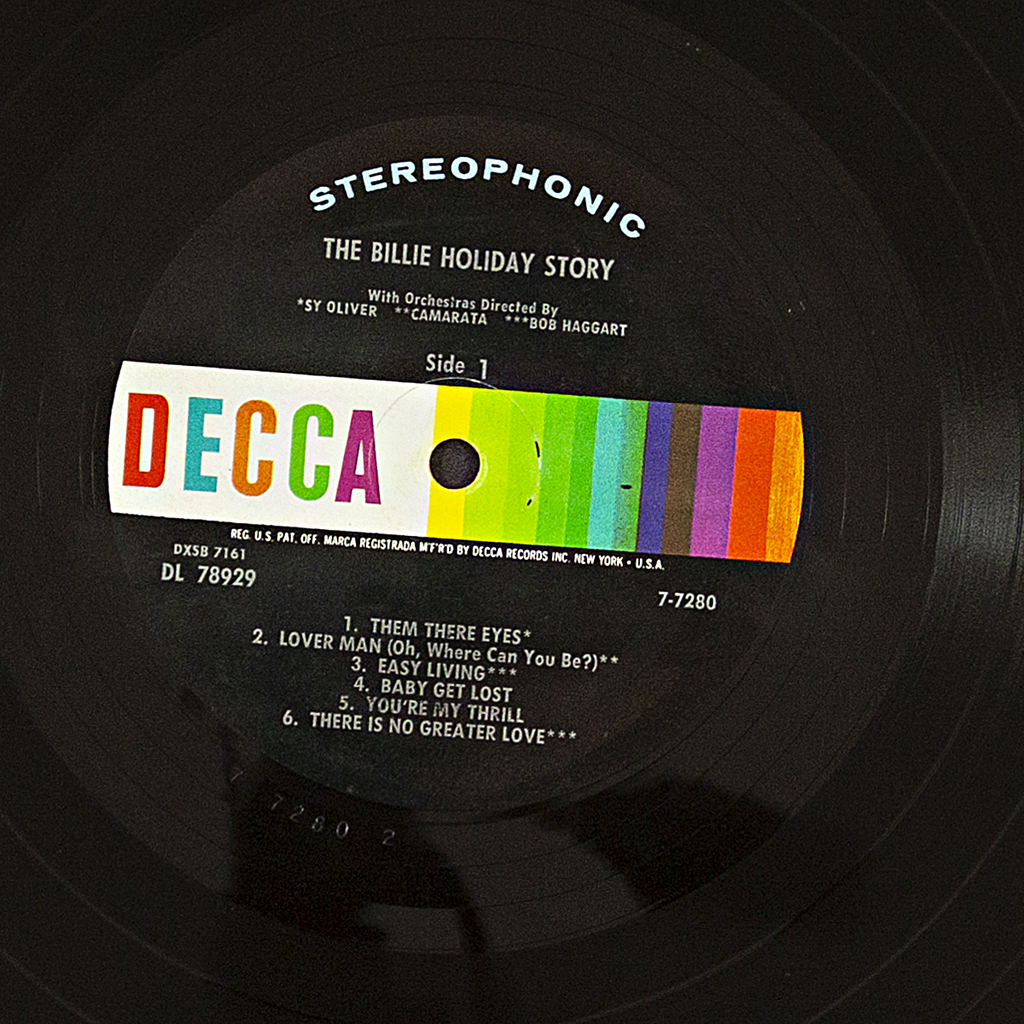 STEREOPHONIC
THE BILLIE HOLIDAY STORY
With Orchestras Directed By
*SY OLIVER **CAMARATA ***BOB HAGGART
Side 1
DECCA
REG. U.S. PAT. OFF. MARCA REGISTRADA M'F'R'D BY DECCA RECORDS INC. NEW YORK • U.S.A.
DXSB 7161
DL 78929
7-7280
1. THEM THERE EYES*
2. LOVER MAN (Oh, Where Can You Be?)**
3. EASY LIVING***
4. BABY GET LOST
5. YOU'RE MY THRILL
6. THERE IS NO GREATER LOVE***
7 7280 2